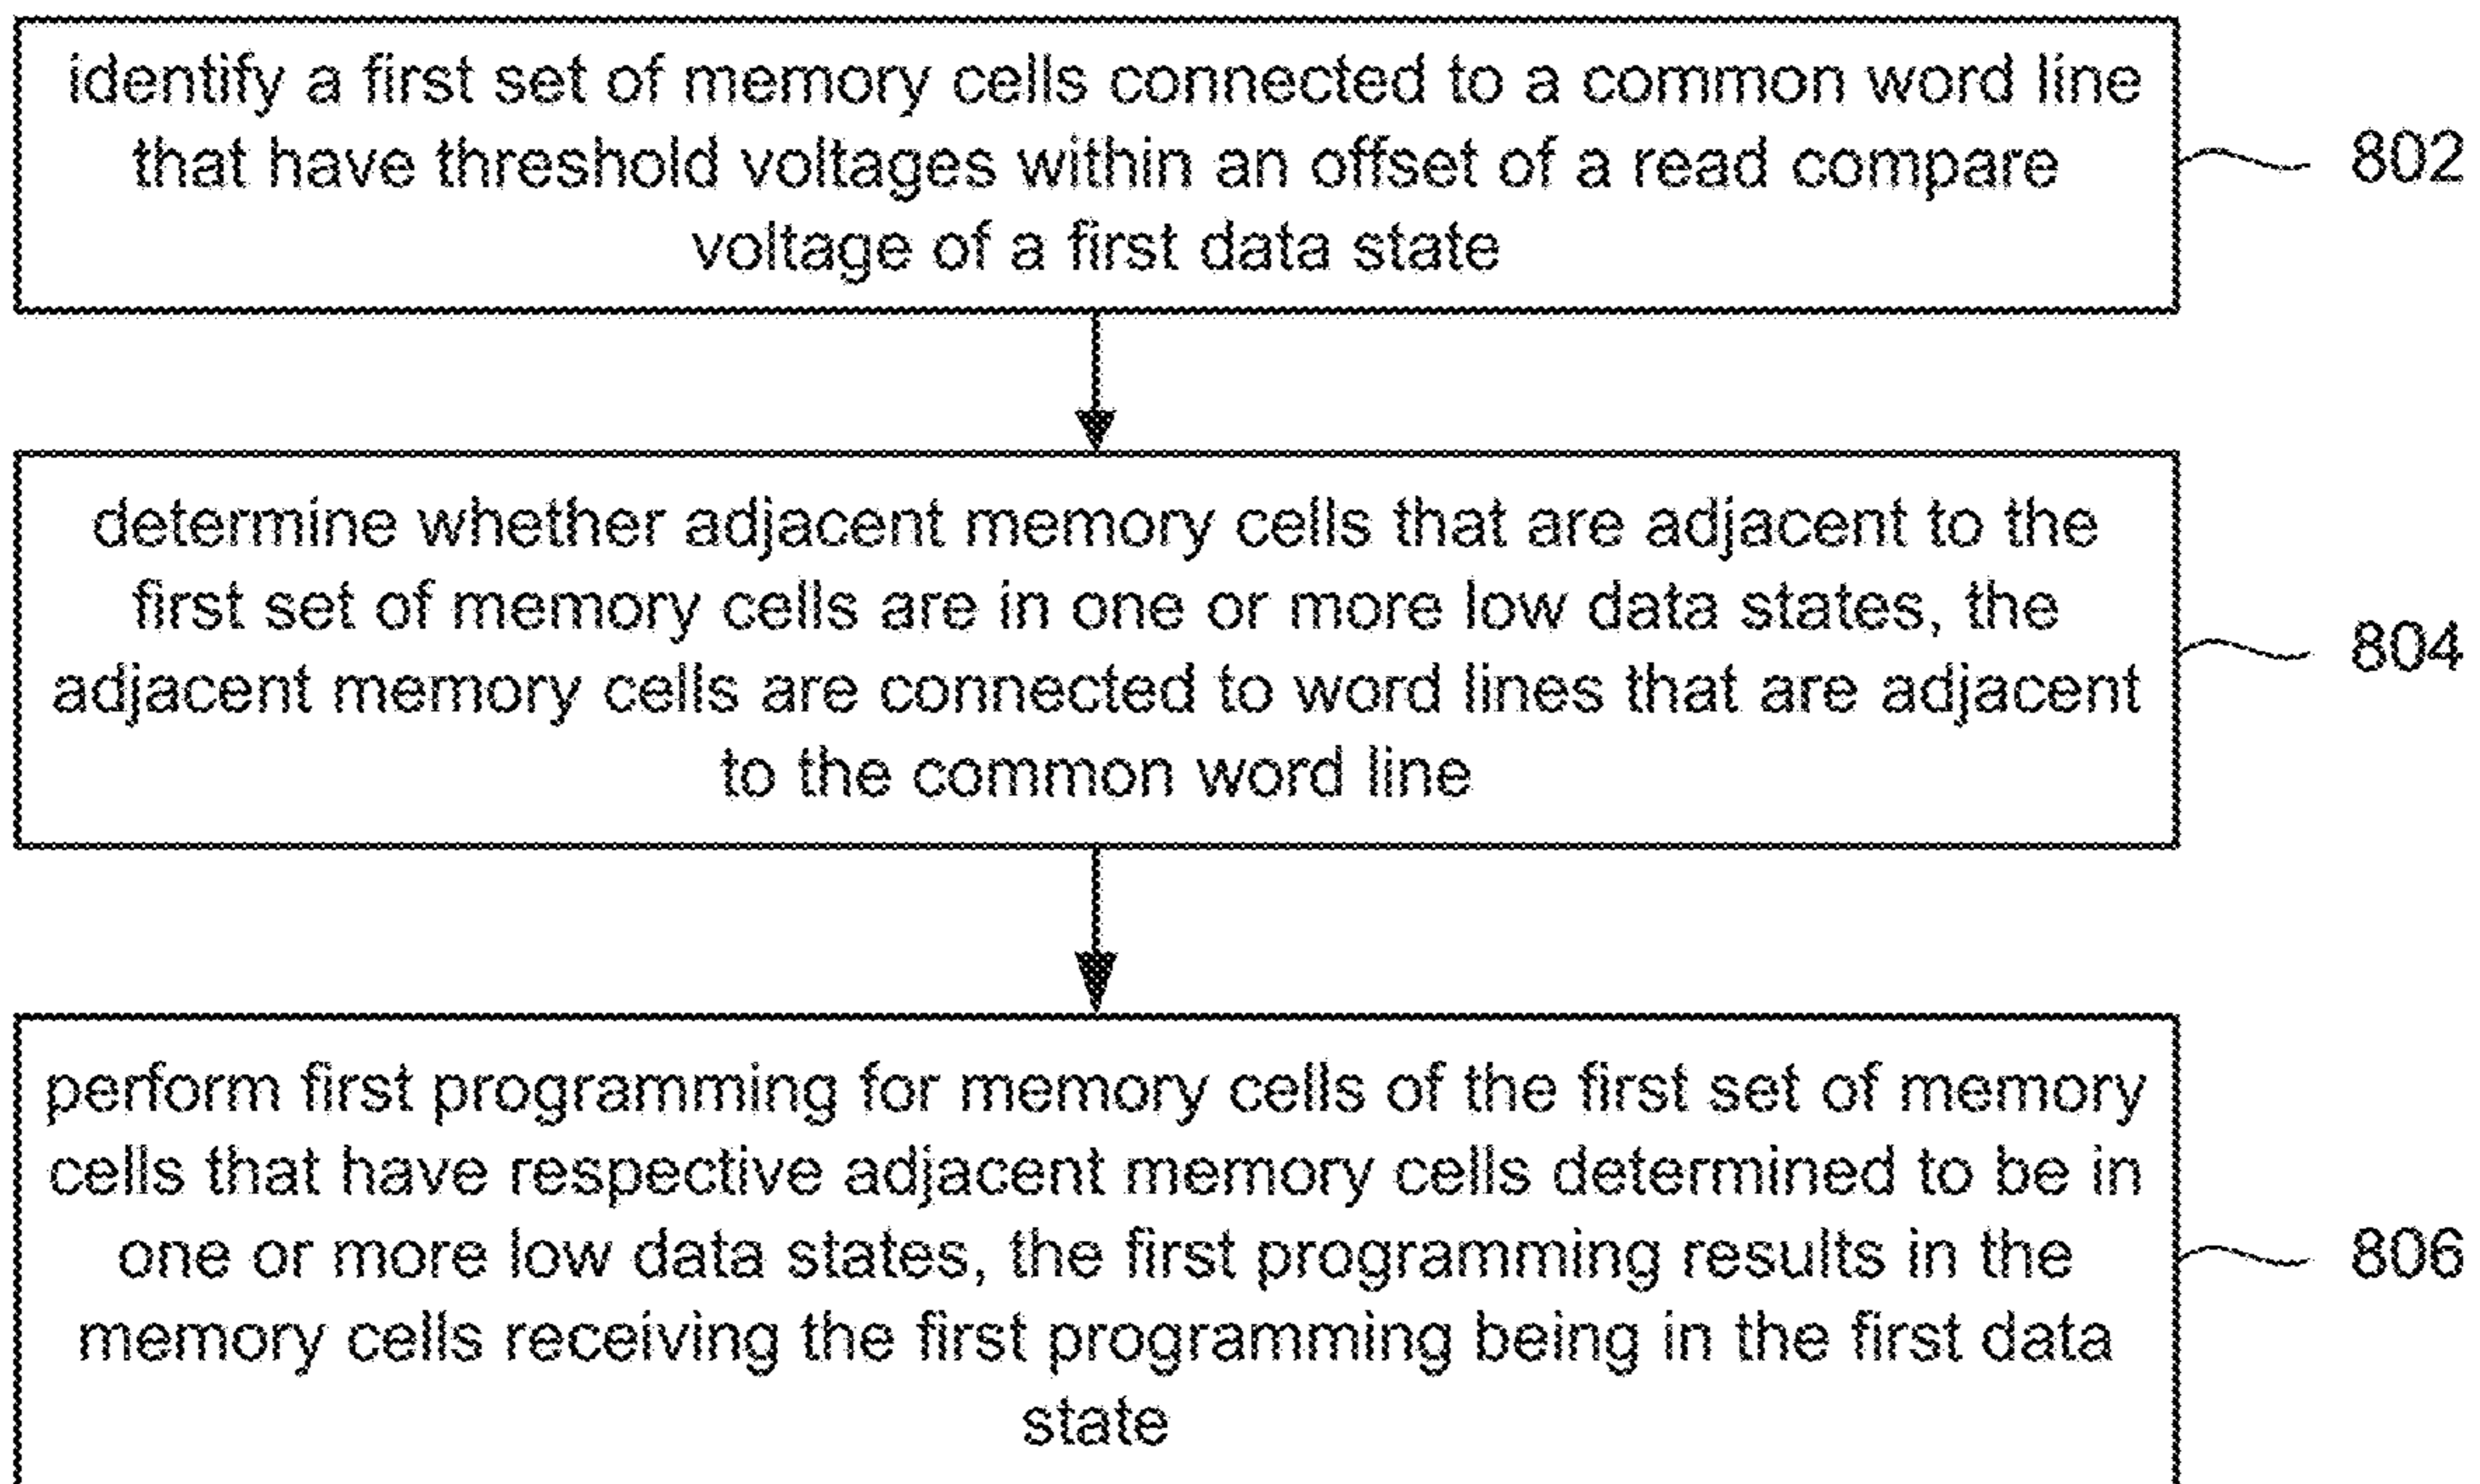 identify a first set of memory cells connected to a common word line
that have threshold voltages within an offset of a read compare
voltage of a first data state
802
determine whether adjacent memory cells that are adjacent to the
first set of memory cells are in one or more low data states, the
adjacent memory cells are connected to word lines that are adjacent
to the common word line
804
perform first programming for memory cells of the first set of memory
cells that have respective adjacent memory cells determined to be in
one or more low data states, the first programming results in the
memory cells receiving the first programming being in the first data
state
806